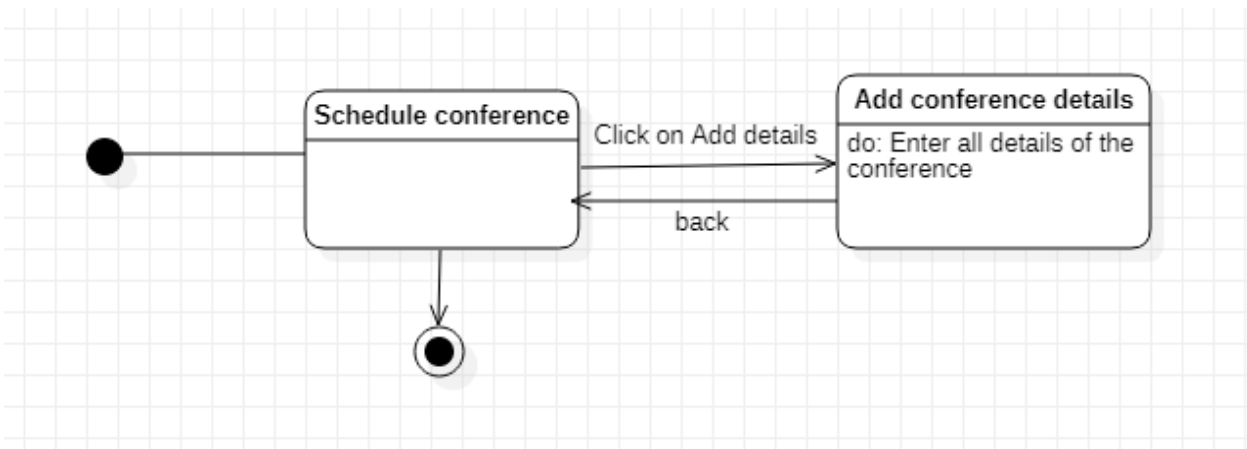 Schedule conference
Click on Add details
back
Add conference details
do: Enter all details of the
conference